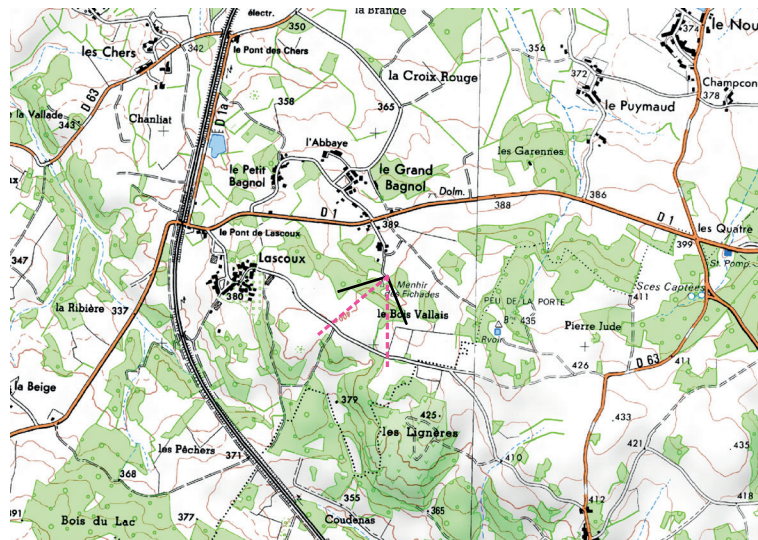 électr.
350
la Brande
374
le Nou
les Chers
342
le Pont des Chers
356
la Croix Rouge
372
Champcon
378
D 63
la Vallade
343
Chanliat
D 1a
358
365
le Puymaud
l'Abbaye
les Garennes
le Petit
Bagnol
le Grand
Bagnol
Dolm.
386
388
D 1
D 1
les Quatre
399
le Pont de Lascoux
389
347
Lascoux
St. Pomp.
Menhir
Fichades
380
PEU DE LA PORTE
411
Sces Captées
la Ribière
337
le Bois Vallais
435
Rvoir
Pierre Jude
D 63
411
426
la Beige
379
425
433
les Lignères
421
435
les Pêchers
371
410
368
355
418
391
377
365
412
Bois du Lac
Coudenas